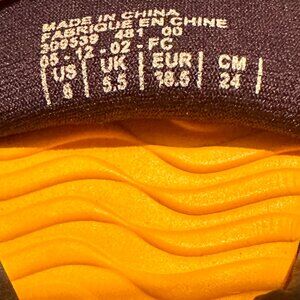 MADE IN CHINA
FABRIQUE EN CHINE
309539 481 00
05-12-02-FC
US UK EUR CM
8 5.5 38.5 24